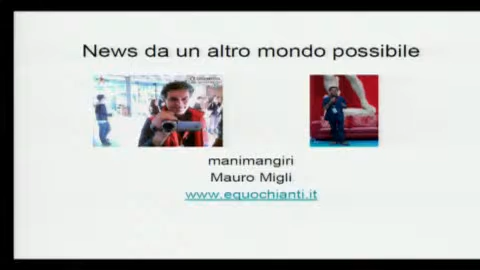 News da un altro mondo possibile
manimangiri
Mauro Migli
www.equochianti.it